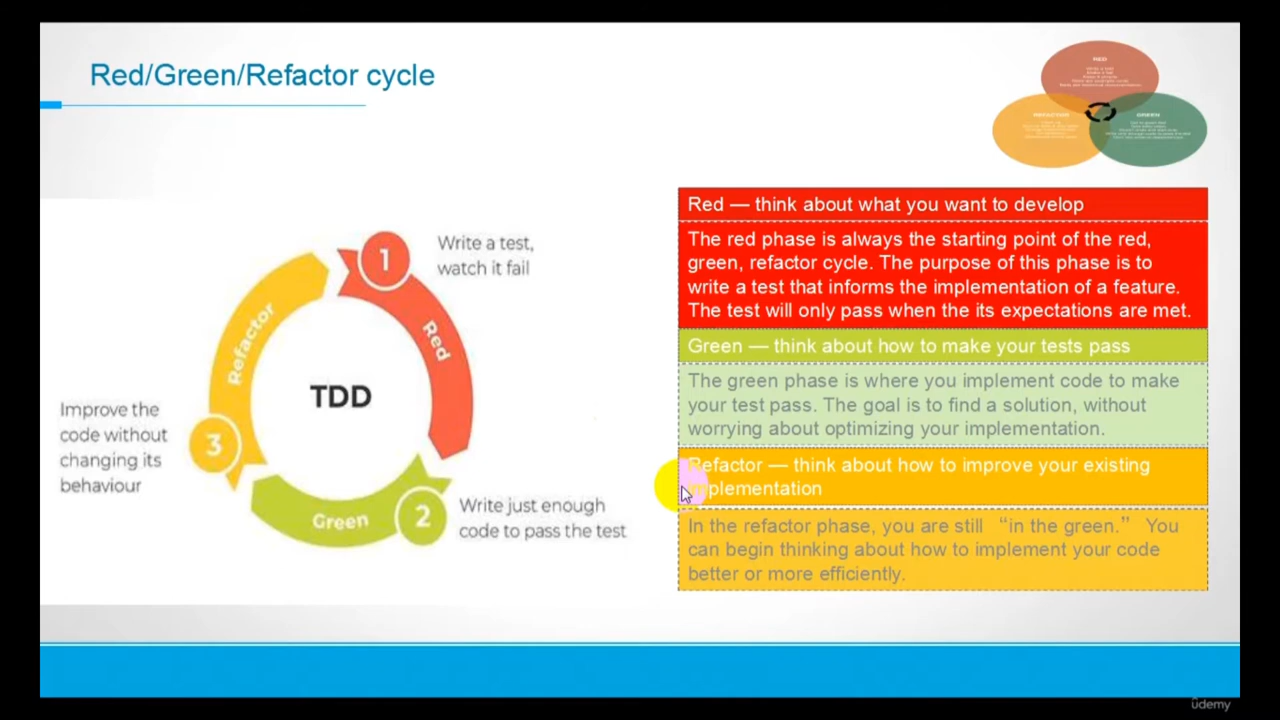 Red/Green/Refactor cycle
RED
REFACTOR
GREEN
Write a test,
watch it fail
1
Red
Refactor
TDD
Improve the
code without
changing its
behaviour
3
Green
2
Write just enough
code to pass the test
Red — think about what you want to develop
The red phase is always the starting point of the red,
green, refactor cycle. The purpose of this phase is to
write a test that informs the implementation of a feature.
The test will only pass when the its expectations are met.
Green — think about how to make your tests pass
The green phase is where you implement code to make
your test pass. The goal is to find a solution, without
worrying about optimizing your implementation.
Refactor — think about how to improve your existing
implementation
In the refactor phase, you are still “in the green.” You
can begin thinking about how to implement your code
better or more efficiently.
ûdemy